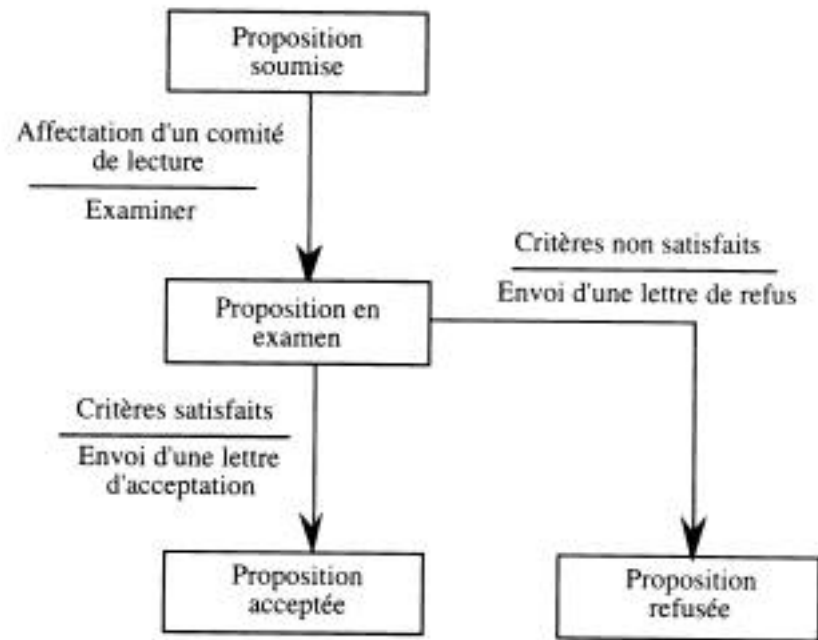 Proposition
soumise
Affectation d'un comité
de lecture
Examiner
Critères non satisfaits
Envoi d'une lettre de refus
Proposition en
examen
Critères satisfaits
Envoi d'une lettre
d'acceptation
Proposition
acceptée
Proposition
refusée